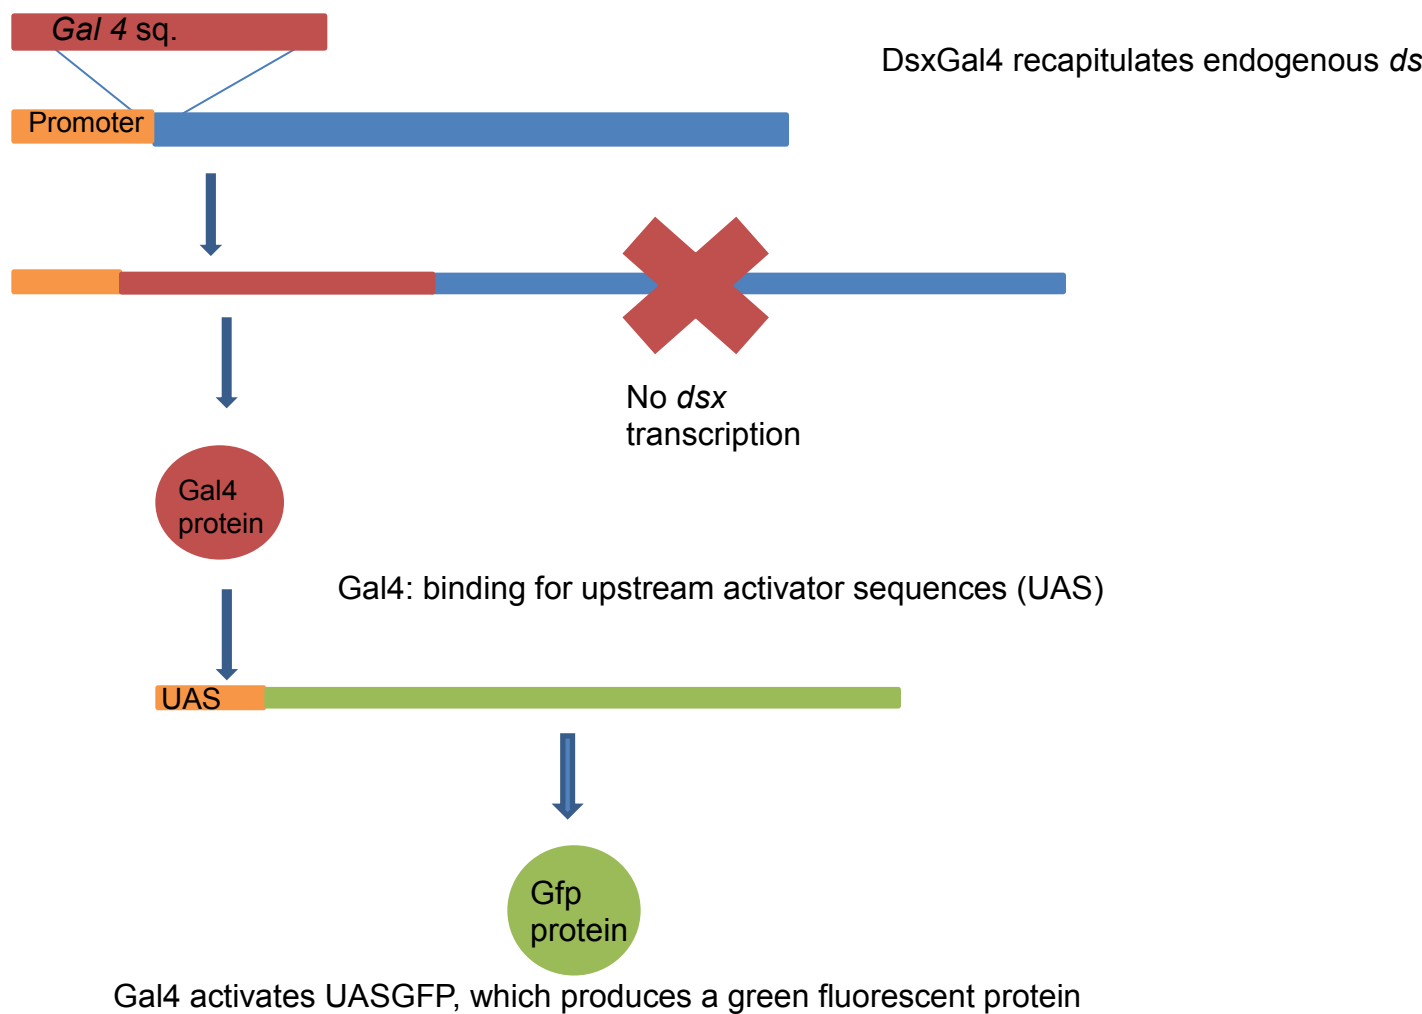 Gal 4 sq.
DsxGal4 recapitulates endogenous ds
Promoter
No dsx
transcription
Gal4
protein
Gal4: binding for upstream activator sequences (UAS)
UAS
Gfp
protein
Gal4 activates UASGFP, which produces a green fluorescent protein